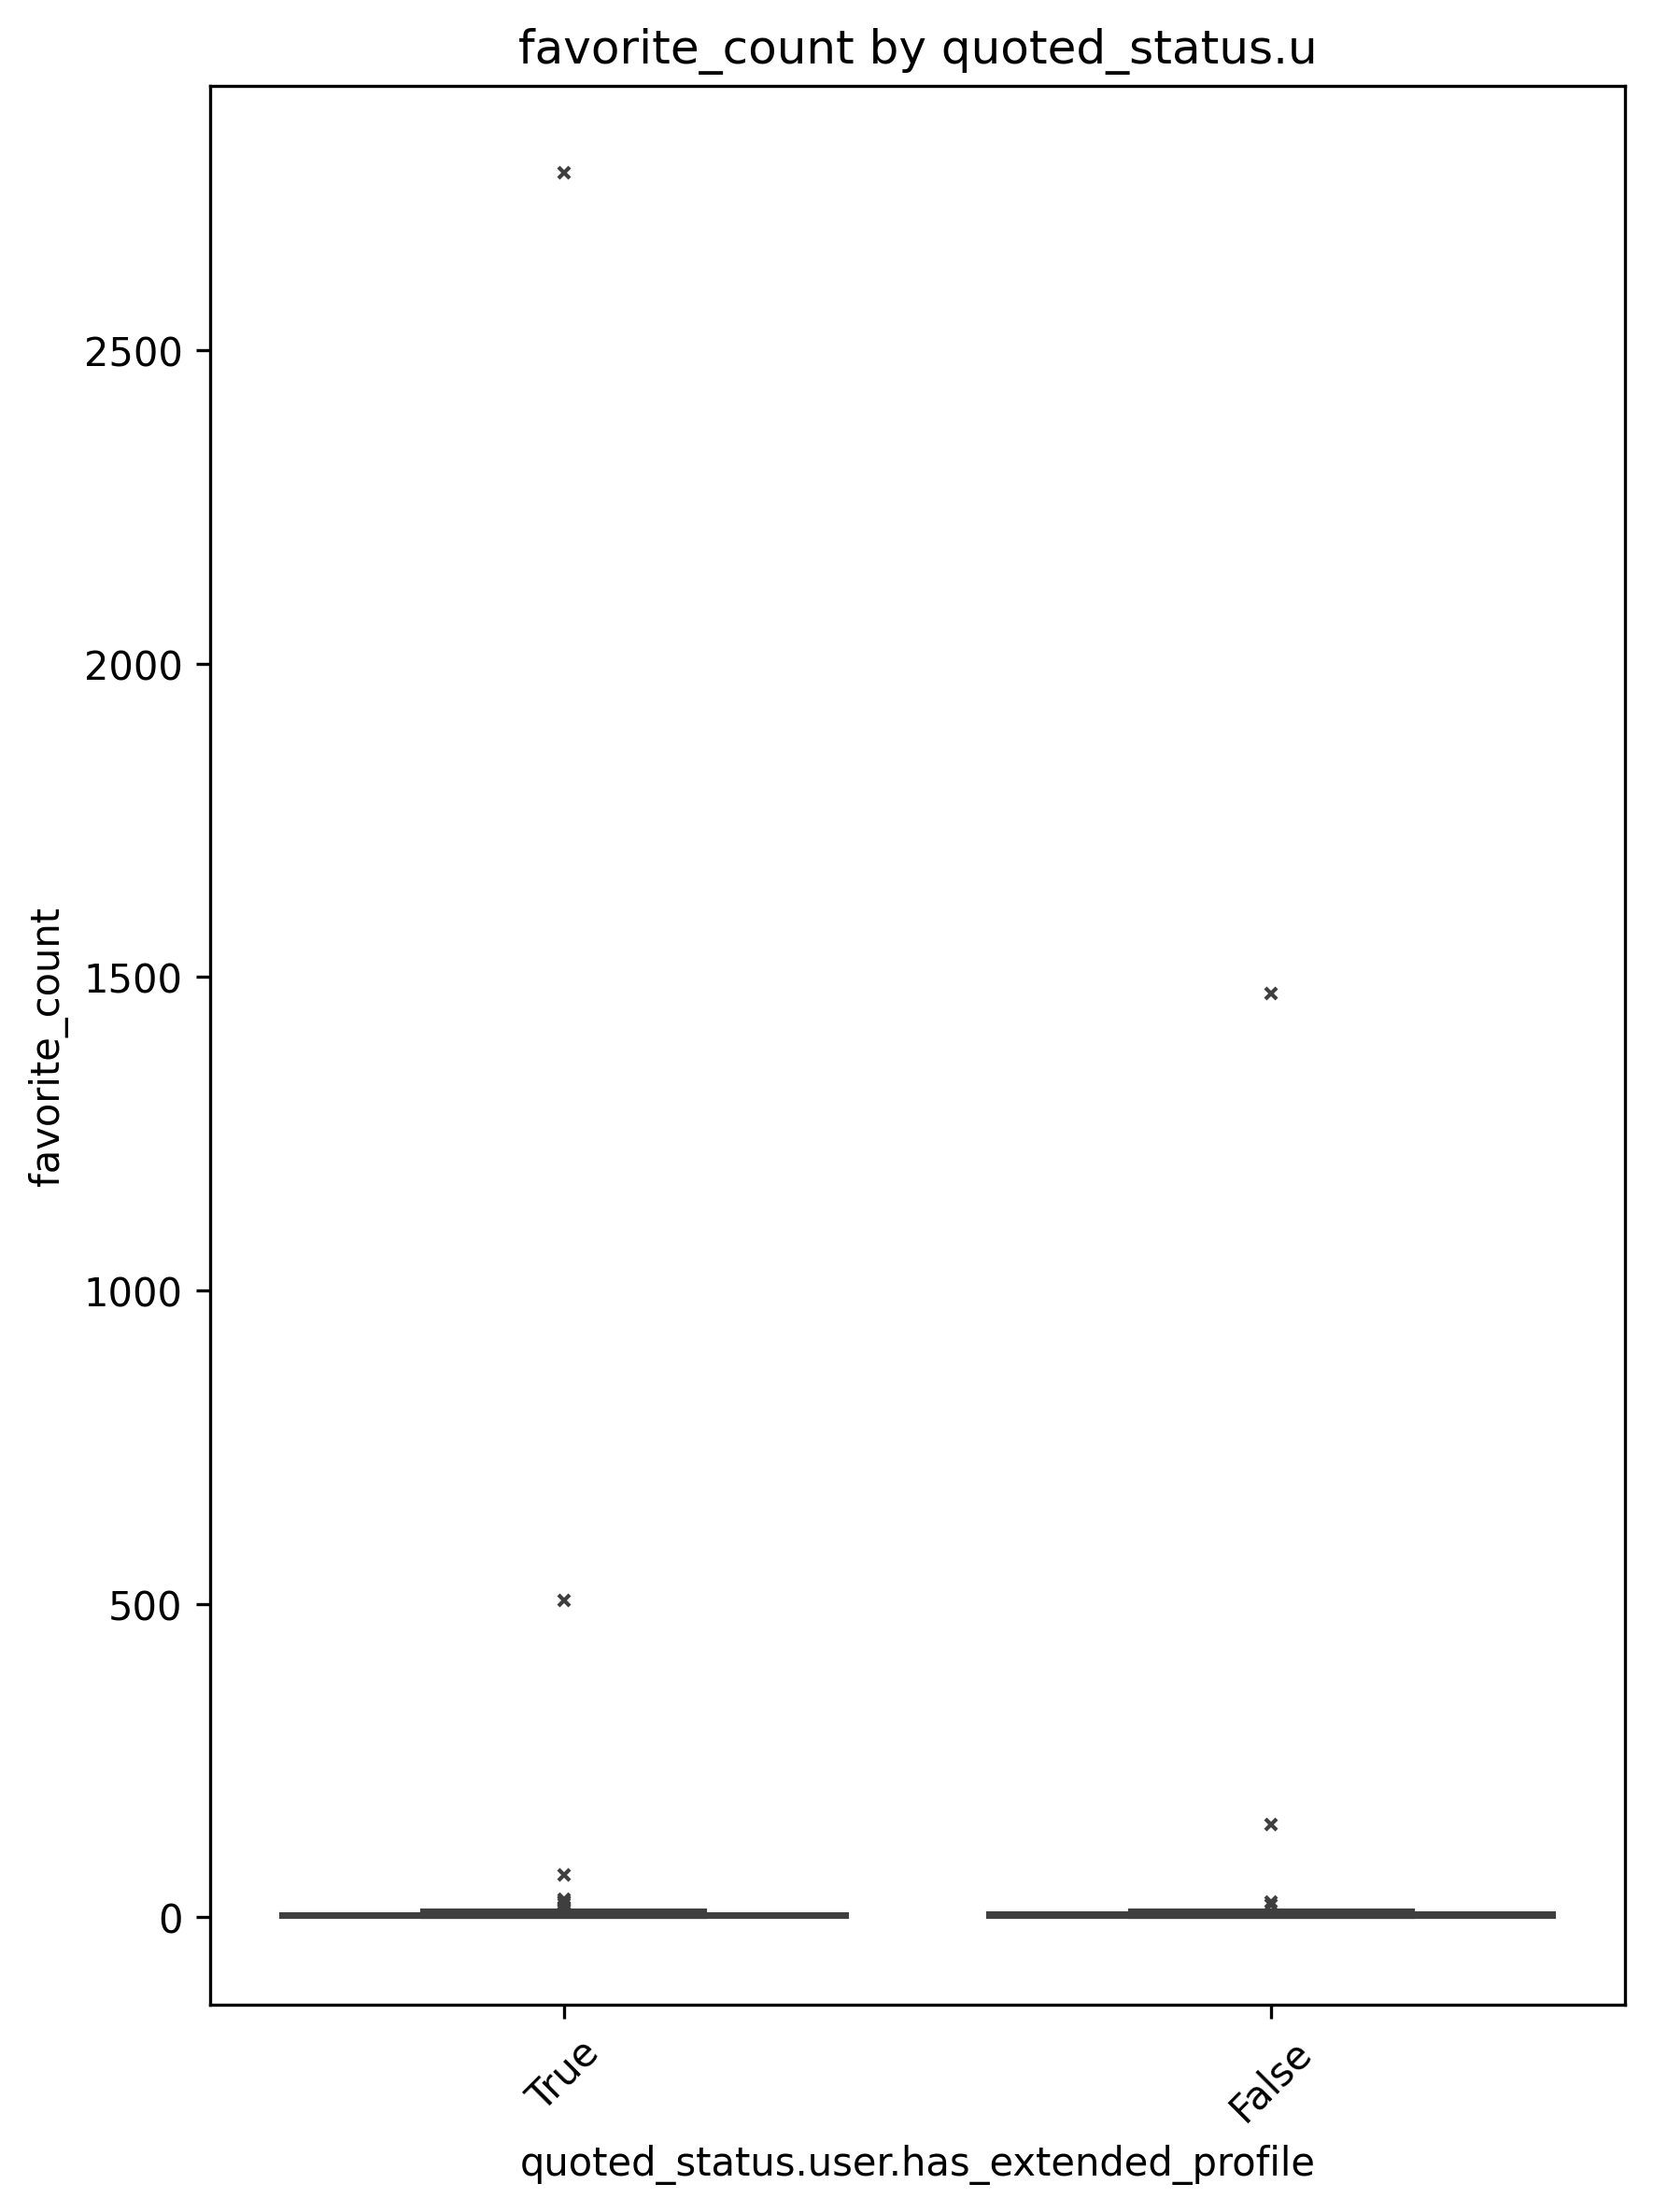 favorite_count by quoted_status.u
2500
2000
1500
1000
500
0
favorite_count
True
False
quoted_status.user.has_extended_profile